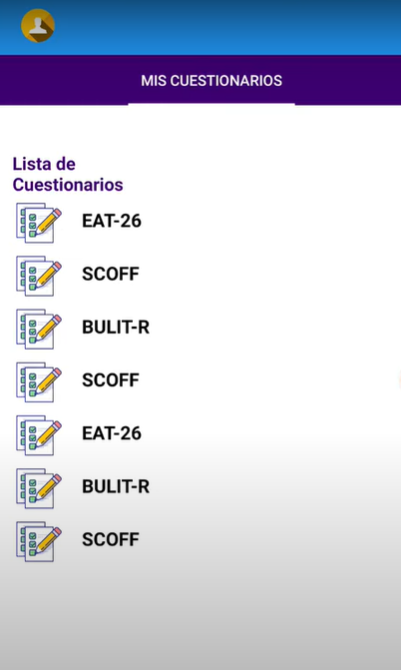 MIS CUESTIONARIOS
Lista de
Cuestionarios
EAT-26
SCOFF
BULIT-R
SCOFF
EAT-26
BULIT-R
SCOFF